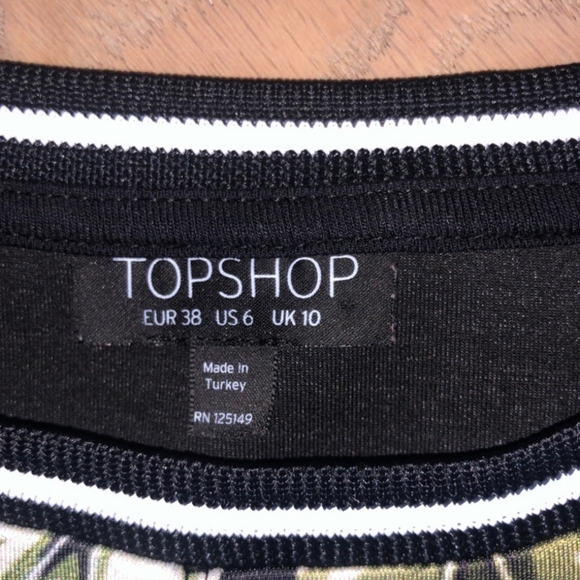 TOPSHOP
EUR 38 US 6 UK 10
Made in
Turkey
RN 125149